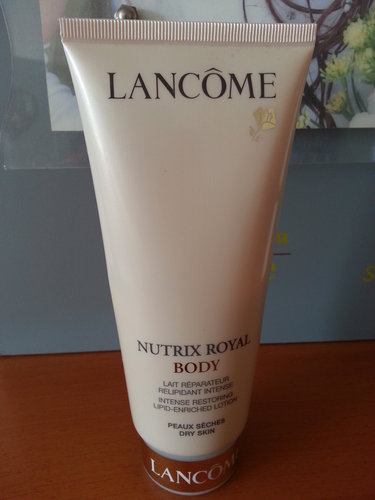 LANCÔME
NUTRIX ROYAL
BODY
LAIT RÉPARATEUR
RELIPIDANT INTENSE
INTENSE RESTORING
LIPID-ENRICHED LOTION
PEAUX SÈCHES
DRY SKIN
LANCÔME